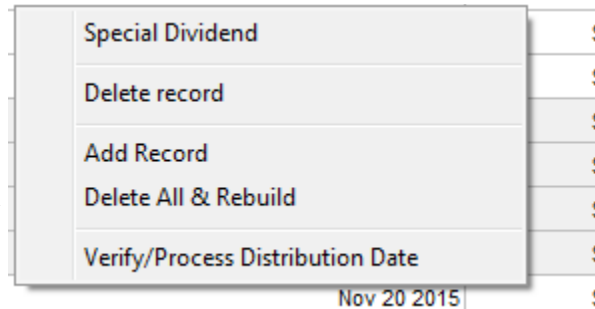 Special Dividend
Delete record
Add Record
Delete All & Rebuild
Verify/Process Distribution Date
Nov 20 2015